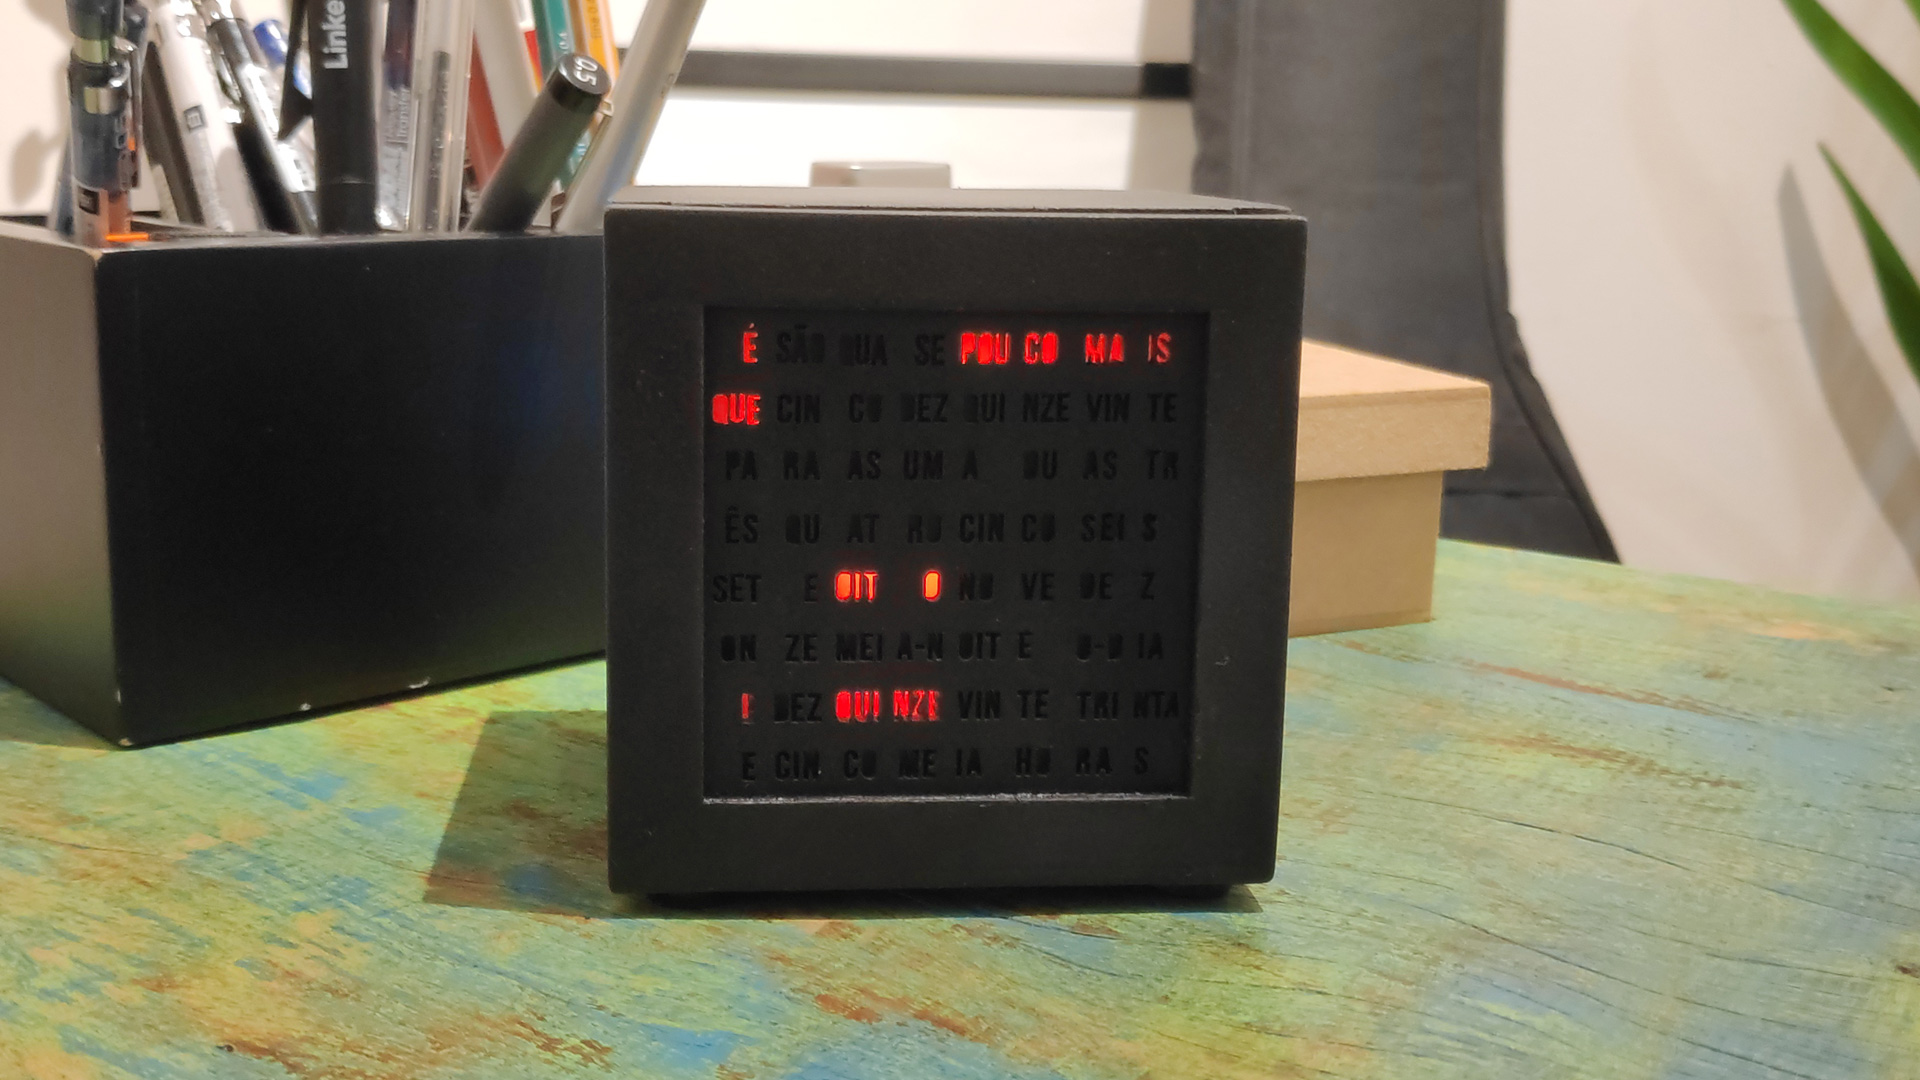 Linke
0.5
É SÃO QUA SE POU CO MA IS
QUE CIN CO DEZ QUI NZE VIN TE
PA RA AS UM A DU AS TR
ÊS QU AT RO CIN CO SEI S
SET E OIT O NO VE DE Z
ON ZE MEI A-N OIT E O-D IA
E DEZ QUI NZE VIN TE TRI NTA
E CIN CO ME IA HO RA S